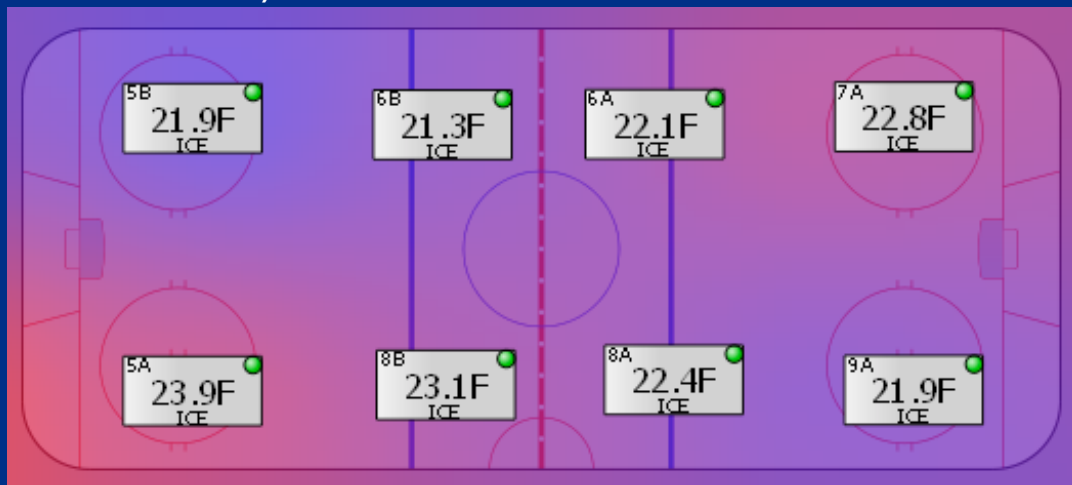 5B
21.9F
ICE
6B
21.3F
ICE
6A
22.1F
ICE
7A
22.8F
ICE
5A
23.9F
ICE
8B
23.1F
ICE
8A
22.4F
ICE
9A
21.9F
ICE